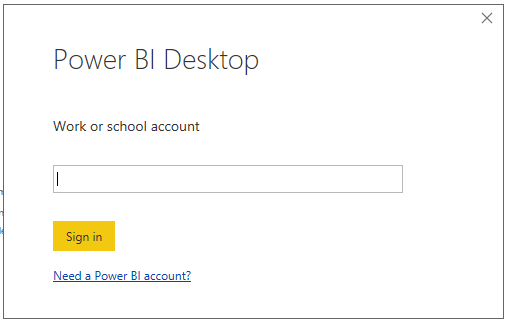 Power BI Desktop
Work or school account
Sign in
Need a Power BI account?